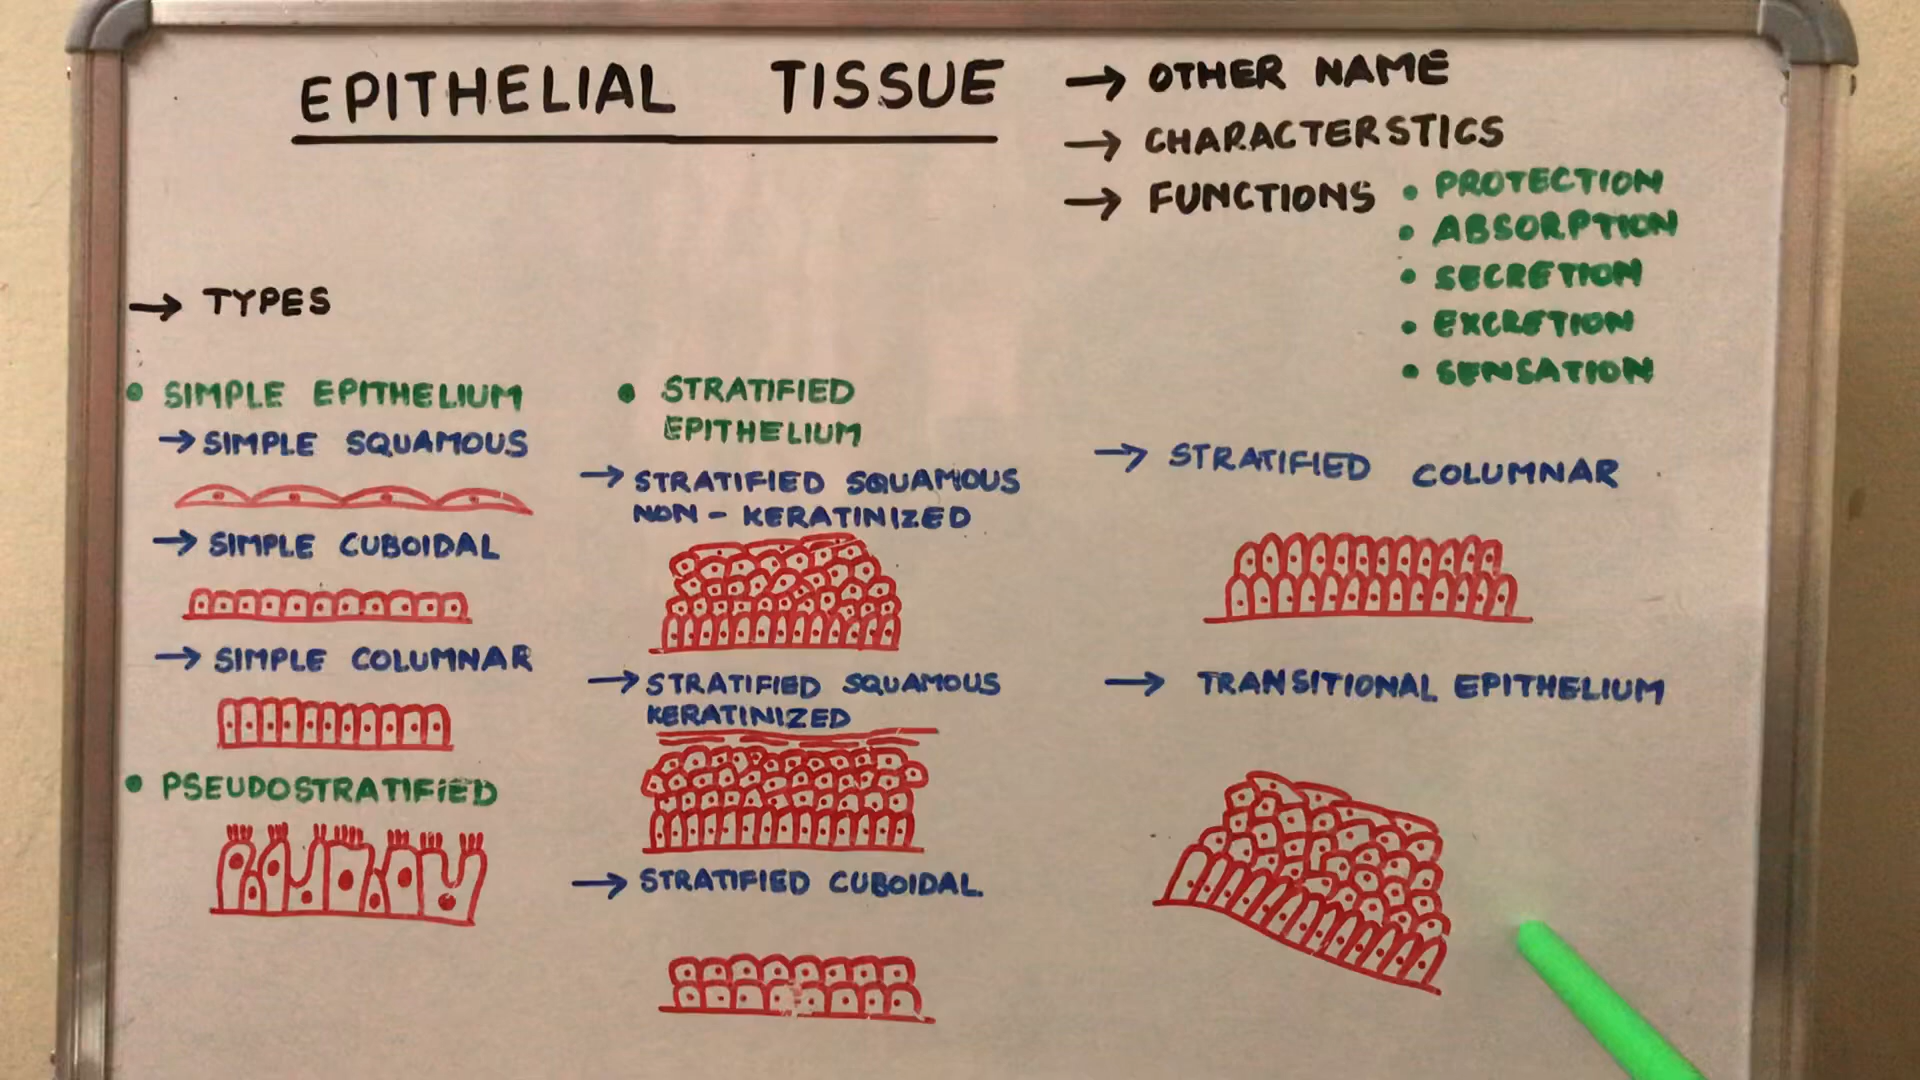 EPITHELIAL TISSUE
→ OTHER NAME
→ CHARACTERSTICS
→ FUNCTIONS
• PROTECTION
• ABSORPTION
• SECRETION
• EXCRETION
• SENSATION
→ TYPES
• SIMPLE EPITHELIUM
→ SIMPLE SQUAMOUS
→ SIMPLE CUBOIDAL
→ SIMPLE COLUMNAR
• PSEUDOSTRATIFIED
• STRATIFIED
EPITHELIUM
→ STRATIFIED SQUAMOUS
NON - KERATINIZED
→ STRATIFIED SQUAMOUS
KERATINIZED
→ STRATIFIED CUBOIDAL.
→ STRATIFIED COLUMNAR
→ TRANSITIONAL EPITHELIUM